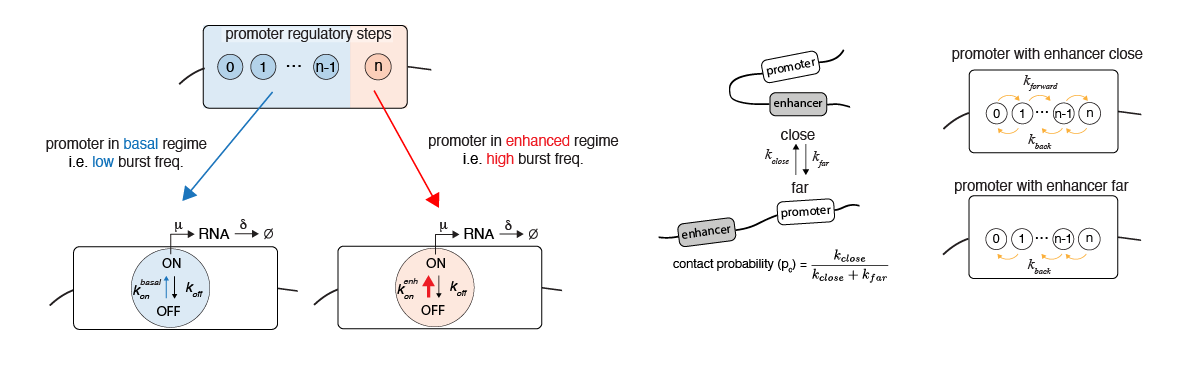 promoter regulatory steps
0 1 ... n-1 n
promoter in basal regime
i.e. low burst freq.
promoter in enhanced regime
i.e. high burst freq.
μ RNA δ ∅
ON
k_on^basal k_off
OFF
μ RNA δ ∅
ON
k_on^enh k_off
OFF
promoter
enhancer
close
k_close k_far
far
promoter
enhancer
contact probability (p_c) = k_close / (k_close + k_far)
promoter with enhancer close
k_forward
0 1 ... n-1 n
k_back
promoter with enhancer far
0 1 ... n-1 n
k_back